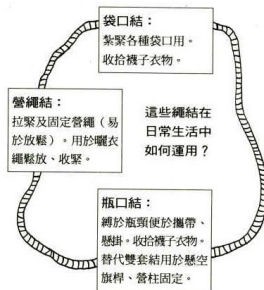 袋口結：
紮緊各種袋口用。
收拾襪子衣物。
營繩結：
拉緊及固定營繩（易
於放鬆）。用於曬衣
繩鬆放、收緊。
這些繩結在
日常生活中
如何運用？
瓶口結：
縛於瓶頸便於攜帶、
懸掛。收拾襪子衣物。
替代雙套結用於懸空
旗桿、營柱固定。